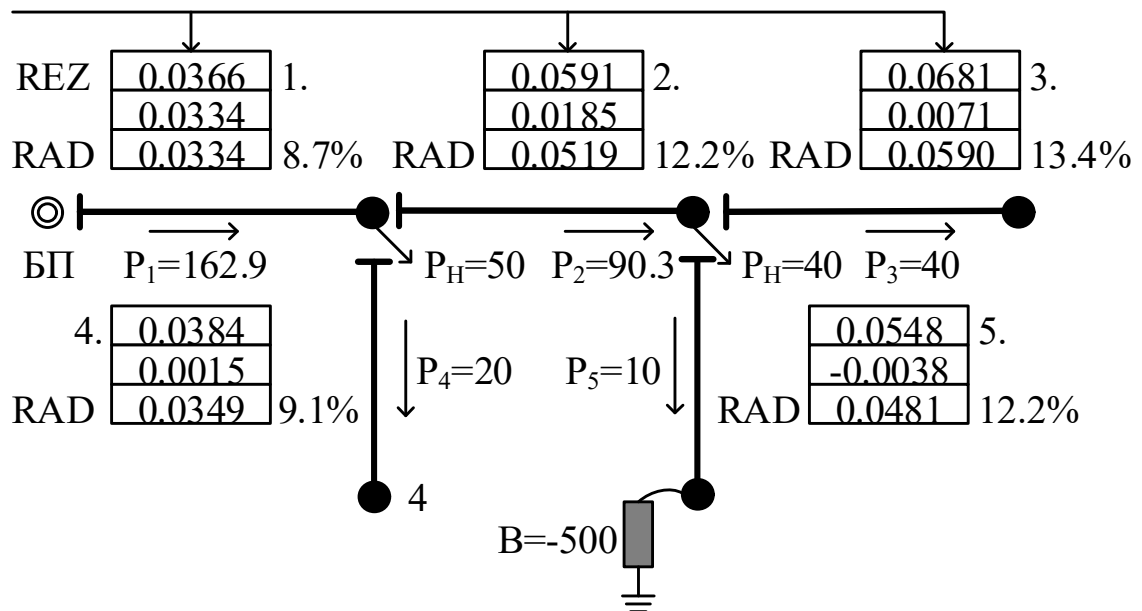 REZ 0.0366 1. 0.0591 2. 0.0681 3.
0.0334 0.0185 0.0071
RAD 0.0334 8.7% RAD 0.0519 12.2% RAD 0.0590 13.4%
БП P₁=162.9 P_H=50 P₂=90.3 P_H=40 P₃=40
4. 0.0384 0.0548 5.
0.0015 P₄=20 P₅=10 -0.0038
RAD 0.0349 9.1% RAD 0.0481 12.2%
4
B=-500